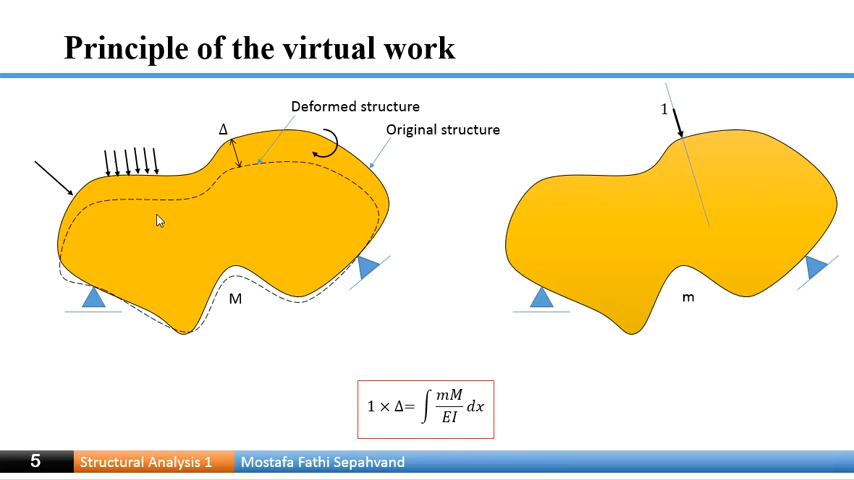 Principle of the virtual work
Deformed structure
Δ
Original structure
1
M
m
1 × Δ= ∫ mM/EI dx
5
Structural Analysis 1
Mostafa Fathi Sepahvand